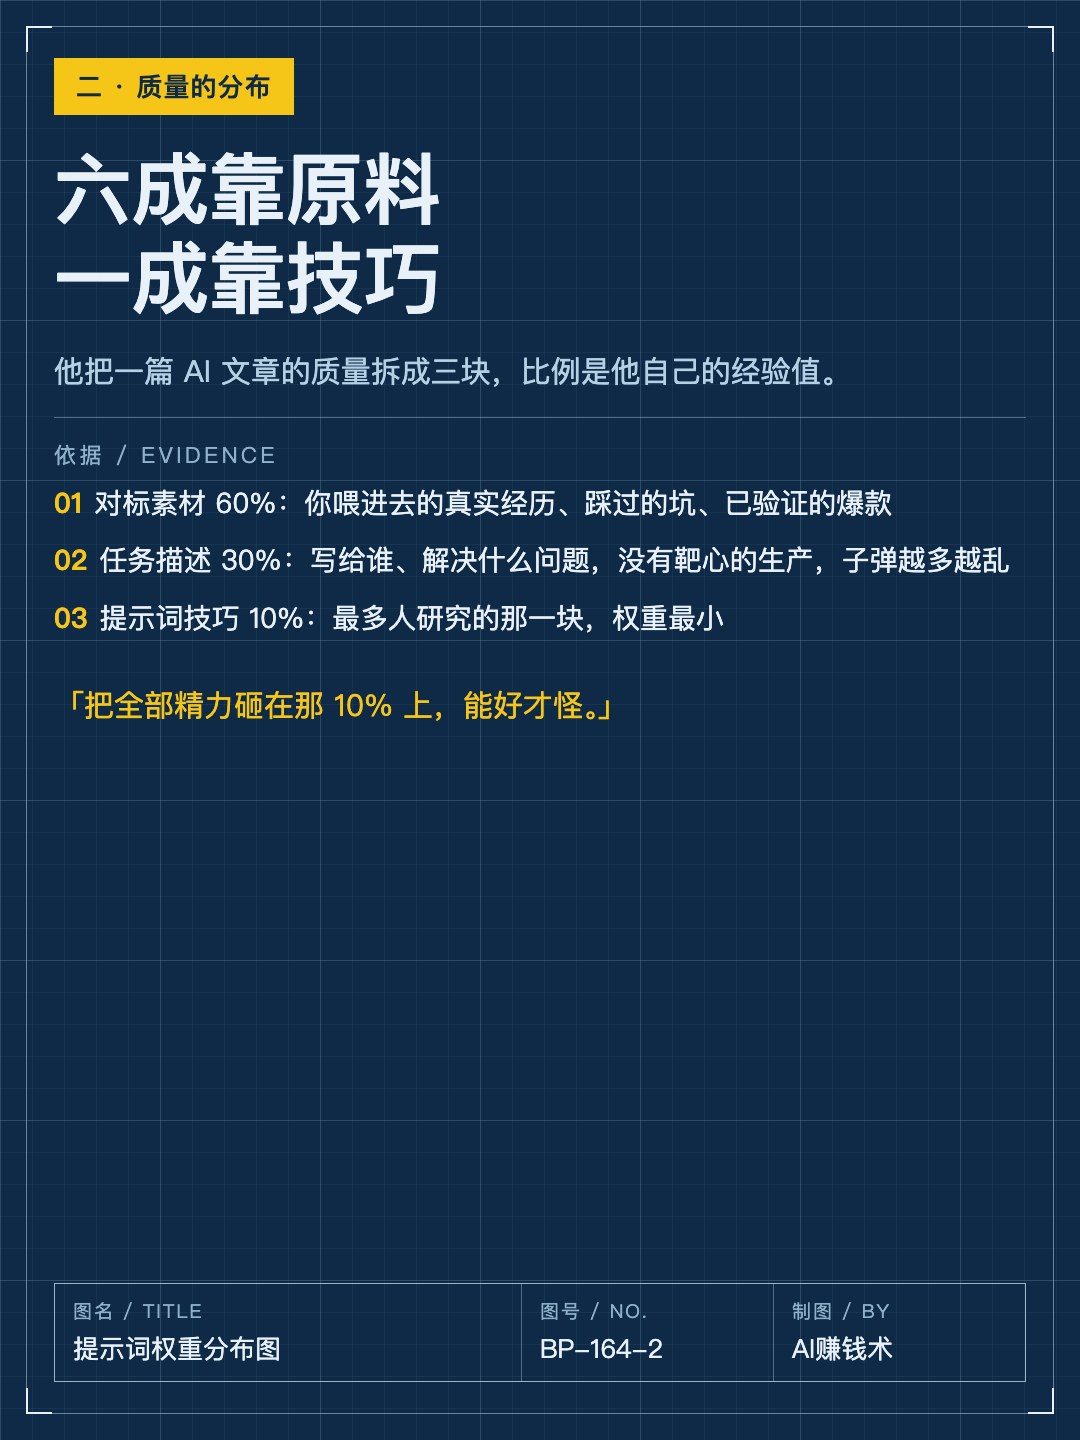 二 · 质量的分布
六成靠原料
一成靠技巧
他把一篇 AI 文章的质量拆成三块，比例是他自己的经验值。
依据 / EVIDENCE
01 对标素材 60%：你喂进去的真实经历、踩过的坑、已验证的爆款
02 任务描述 30%：写给谁、解决什么问题，没有靶心的生产，子弹越多越乱
03 提示词技巧 10%：最多人研究的那一块，权重最小
「把全部精力砸在那 10% 上，能好才怪。」
图名 / TITLE
提示词权重分布图
图号 / NO.
BP-164-2
制图 / BY
AI赚钱术